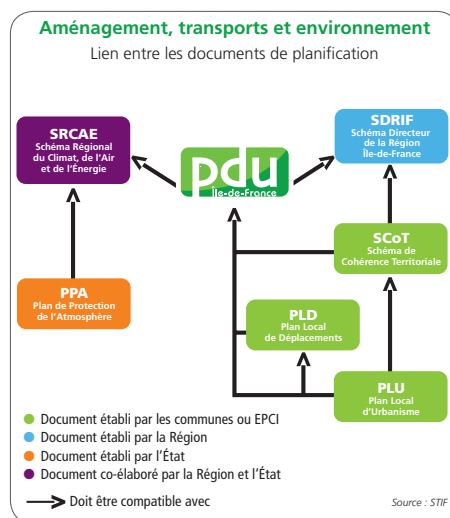 Aménagement, transports et environnement
Lien entre les documents de planification
SRCAE
Schéma Régional
du Climat, de l'Air
et de l'Énergie
pdu
Île-de-France
SDRIF
Schéma Directeur
de la Région
Île-de-France
SCoT
Schéma de
Cohérence Territoriale
PPA
Plan de Protection
de l'Atmosphère
PLD
Plan Local
de Déplacements
PLU
Plan Local
d'Urbanisme
Document établi par les communes ou EPCI
Document établi par la Région
Document établi par l'État
Document co-élaboré par la Région et l'État
Doit être compatible avec
Source : STIF